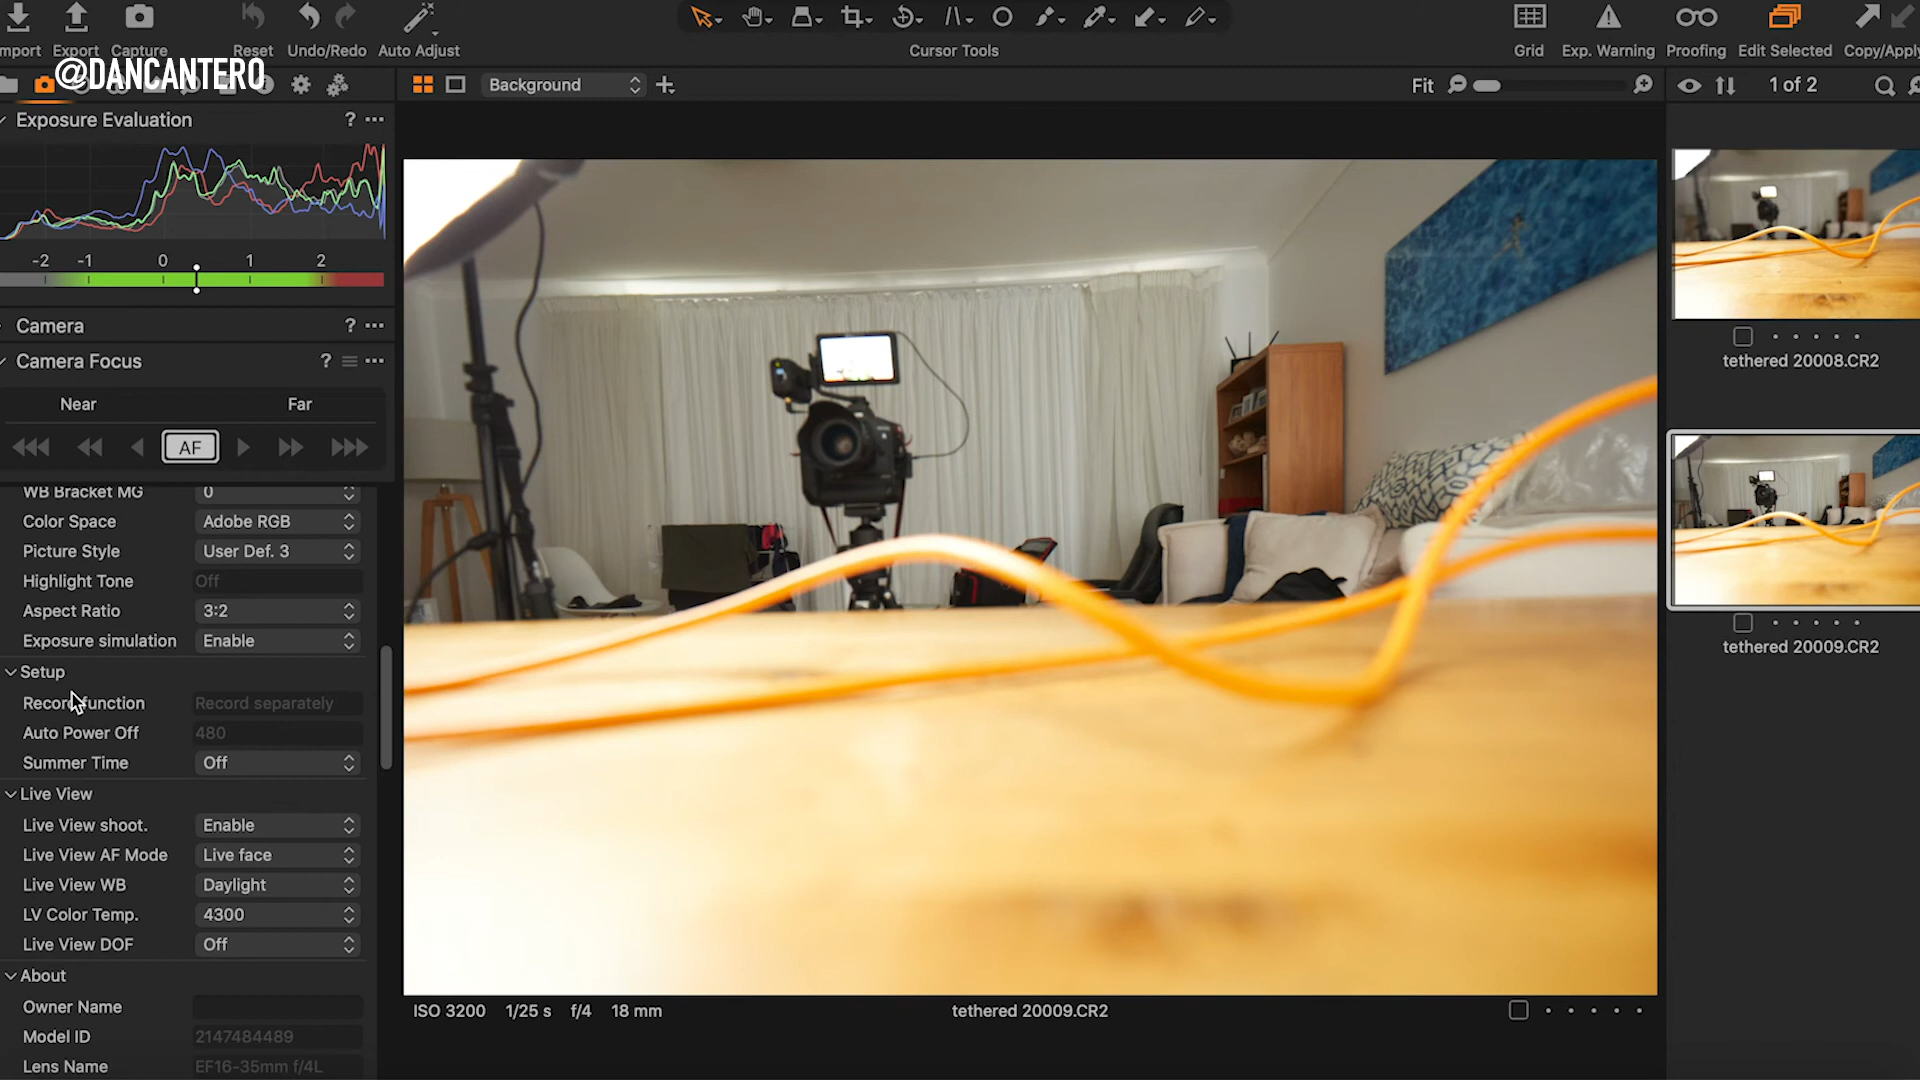 mport Export Capture Reset Undo/Redo Auto Adjust Cursor Tools Grid Exp. Warning Proofing Edit Selected Copy/Apply
@DANCANTERO
Background Fit 1 of 2
Exposure Evaluation ?
-2 -1 0 1 2
Camera ?
Camera Focus ?
Near Far
AF
WB Bracket MG 0
Color Space Adobe RGB
Picture Style User Def. 3
Highlight Tone Off
Aspect Ratio 3:2
Exposure simulation Enable
Setup
Record function Record separately
Auto Power Off 480
Summer Time Off
Live View
Live View shoot. Enable
Live View AF Mode Live face
Live View WB Daylight
LV Color Temp. 4300
Live View DOF Off
About
Owner Name
Model ID 2147484489
Lens Name EF16-35mm f/4L
ISO 3200 1/25 s f/4 18 mm tethered 20009.CR2
tethered 20008.CR2
tethered 20009.CR2